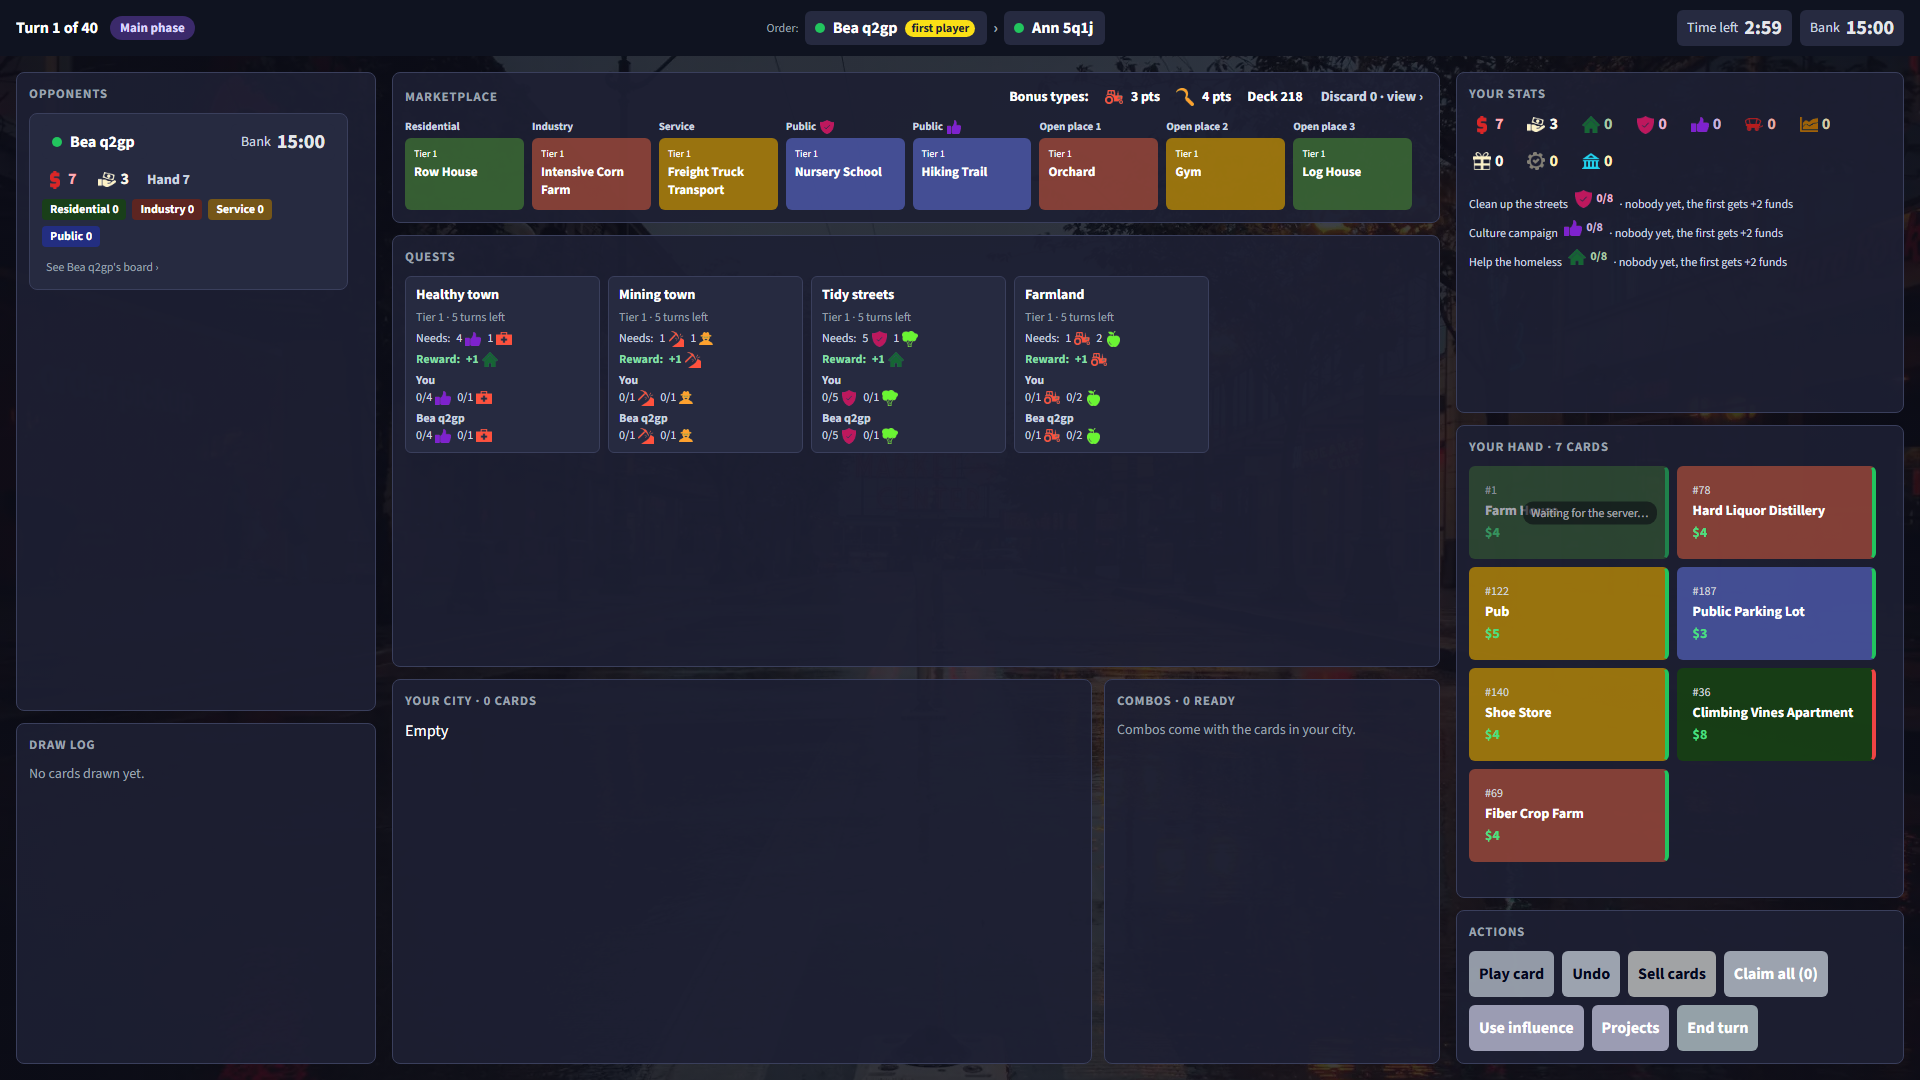 Turn 1 of 40 Main phase
Order: Bea q2gp first player › Ann 5q1j
Time left 2:59 Bank 15:00
OPPONENTS
Bea q2gp Bank 15:00
7 3 Hand 7
Residential 0 Industry 0 Service 0
Public 0
See Bea q2gp's board ›
DRAW LOG
No cards drawn yet.
MARKETPLACE
Bonus types: 3 pts 4 pts Deck 218 Discard 0 · view ›
Residential
Tier 1
Row House
Industry
Tier 1
Intensive Corn
Farm
Service
Tier 1
Freight Truck
Transport
Public
Tier 1
Nursery School
Public
Tier 1
Hiking Trail
Open place 1
Tier 1
Orchard
Open place 2
Tier 1
Gym
Open place 3
Tier 1
Log House
QUESTS
Healthy town
Tier 1 · 5 turns left
Needs: 4 1
Reward: +1
You
0/4 0/1
Bea q2gp
0/4 0/1
Mining town
Tier 1 · 5 turns left
Needs: 1 1
Reward: +1
You
0/1 0/1
Bea q2gp
0/1 0/1
Tidy streets
Tier 1 · 5 turns left
Needs: 5 1
Reward: +1
You
0/5 0/1
Bea q2gp
0/5 0/1
Farmland
Tier 1 · 5 turns left
Needs: 1 2
Reward: +1
You
0/1 0/2
Bea q2gp
0/1 0/2
YOUR CITY · 0 CARDS
Empty
COMBOS · 0 READY
Combos come with the cards in your city.
YOUR STATS
7 3 0 0 0 0 0
0 0 0
Clean up the streets 0/8 · nobody yet, the first gets +2 funds
Culture campaign 0/8 · nobody yet, the first gets +2 funds
Help the homeless 0/8 · nobody yet, the first gets +2 funds
YOUR HAND · 7 CARDS
#1
Farm
Waiting for the server…
$4
#78
Hard Liquor Distillery
$4
#122
Pub
$5
#187
Public Parking Lot
$3
#140
Shoe Store
$4
#36
Climbing Vines Apartment
$8
#69
Fiber Crop Farm
$4
ACTIONS
Play card Undo Sell cards Claim all (0)
Use influence Projects End turn